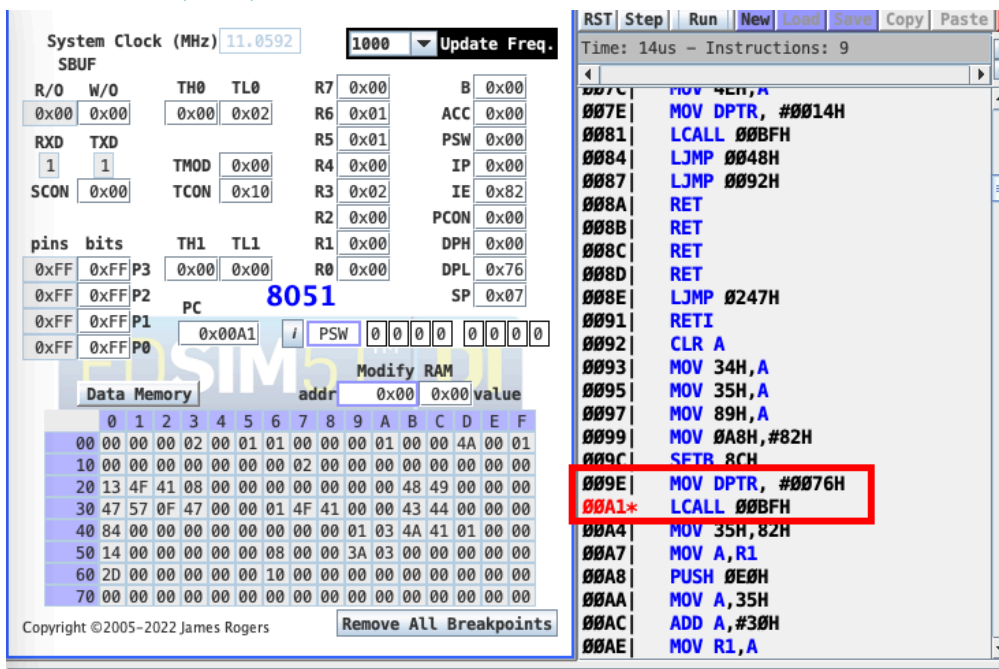 System Clock (MHz) 11.0592 1000 Update Freq.
SBUF
R/O W/O TH0 TL0 R7 0x00 B 0x00
0x00 0x00 0x00 0x02 R6 0x01 ACC 0x00
RXD TXD R5 0x01 PSW 0x00
1 1 TMOD 0x00 R4 0x00 IP 0x00
SCON 0x00 TCON 0x10 R3 0x02 IE 0x82
R2 0x00 PCON 0x00
pins bits TH1 TL1 R1 0x00 DPH 0x00
0xFF 0xFF P3 0x00 0x00 R0 0x00 DPL 0x76
0xFF 0xFF P2 PC 8051 SP 0x07
0xFF 0xFF P1 0x00A1 i PSW 0 0 0 0 0 0 0 0
0xFF 0xFF P0
Modify RAM
Data Memory addr 0x00 0x00 value
0 1 2 3 4 5 6 7 8 9 A B C D E F
00 00 00 00 02 00 01 01 00 00 00 01 00 00 4A 00 01
10 00 00 00 00 00 00 00 02 00 00 00 00 00 00 00 00
20 13 4F 41 08 00 00 00 00 00 00 00 48 49 00 00 00
30 47 57 0F 47 00 00 01 4F 41 00 00 43 44 00 00 00
40 84 00 00 00 00 00 00 00 00 01 03 4A 41 01 00 00
50 14 00 00 00 00 00 08 00 00 3A 03 00 00 00 00 00
60 2D 00 00 00 00 00 10 00 00 00 00 00 00 00 00 00
70 00 00 00 00 00 00 00 00 00 00 00 00 00 00 00 00
Copyright ©2005-2022 James Rogers Remove All Breakpoints
RST Step Run New Load Save Copy Paste
Time: 14us - Instructions: 9
007C| MOV 4EH,A
007E| MOV DPTR, #0014H
0081| LCALL 00BFH
0084| LJMP 0048H
0087| LJMP 0092H
008A| RET
008B| RET
008C| RET
008D| RET
008E| LJMP 0247H
0091| RETI
0092| CLR A
0093| MOV 34H,A
0095| MOV 35H,A
0097| MOV 89H,A
0099| MOV 0A8H,#82H
009C| SETB 8CH
009E| MOV DPTR, #0076H
00A1* LCALL 00BFH
00A4| MOV 35H,82H
00A7| MOV A,R1
00A8| PUSH 0E0H
00AA| MOV A,35H
00AC| ADD A,#30H
00AE| MOV R1,A